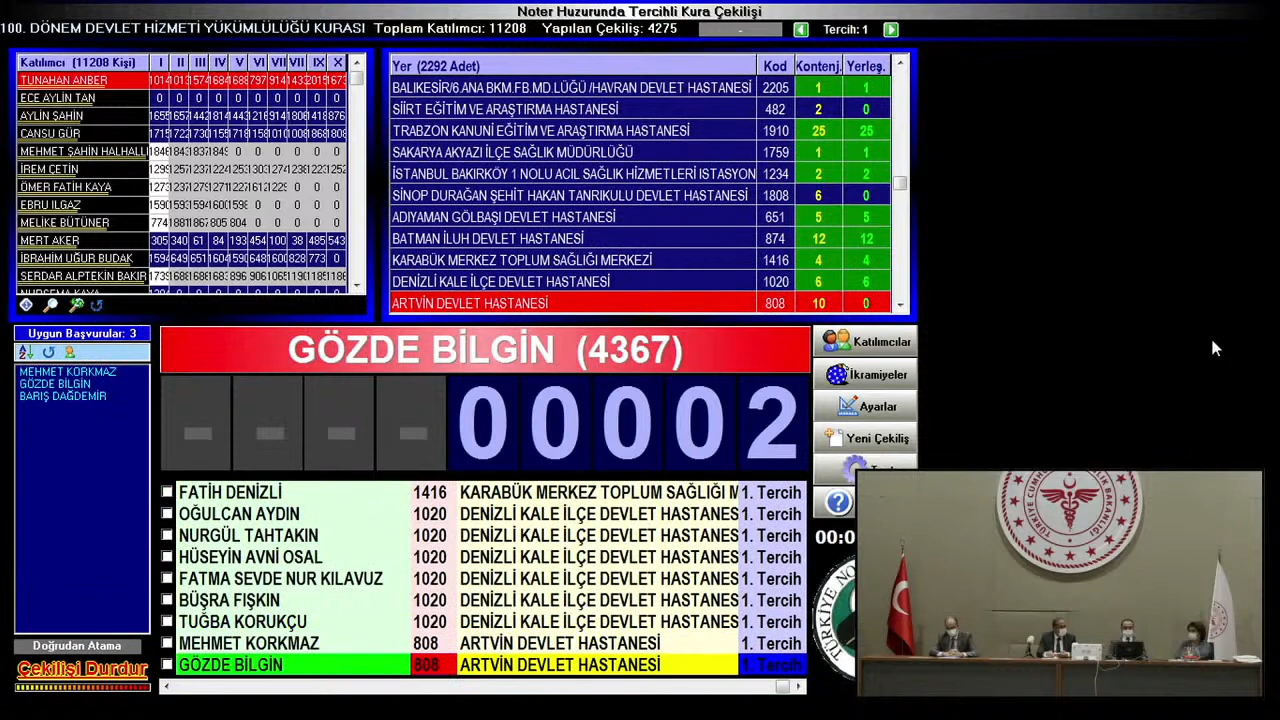 Noter Huzurunda Tercihli Kura Çekilişi
100. DÖNEM DEVLET HİZMETİ YÜKÜMLÜLÜĞÜ KURASI Toplam Katılımcı: 11208 Yapılan Çekiliş: 4275 - Tercih: 1
Katılımcı (11208 Kişi) I II III IV V VI VII VII IX X
TUNAHAN ANBER
ECE AYLİN TAN 0 0 0 0 0 0 0 0 0 0
AYLİN ŞAHİN
CANSU GÜR
MEHMET ŞAHİN HALHALLI
İREM ÇETİN
ÖMER FATİH KAYA
EBRU ILGAZ
MELİKE BÜTÜNER
MERT AKER 305 340 61 84 193 454 100 38 485 543
İBRAHİM UĞUR BUDAK
SERDAR ALPTEKİN BAKIR
Yer (2292 Adet) Kod Kontenj. Yerleş.
BALIKESİR/6.ANA BKM.FB.MD.LÜĞÜ /HAVRAN DEVLET HASTANESİ 2205 1 1
SİİRT EĞİTİM VE ARAŞTIRMA HASTANESİ 482 2 0
TRABZON KANUNİ EĞİTİM VE ARAŞTIRMA HASTANESİ 1910 25 25
SAKARYA AKYAZI İLÇE SAĞLIK MÜDÜRLÜĞÜ 1759 1 1
İSTANBUL BAKIRKÖY 1 NOLU ACİL SAĞLIK HİZMETLERİ İSTASYON 1234 2 2
SİNOP DURAĞAN ŞEHİT HAKAN TANRIKULU DEVLET HASTANESİ 1808 6 0
ADIYAMAN GÖLBAŞI DEVLET HASTANESİ 651 5 5
BATMAN İLUH DEVLET HASTANESİ 874 12 12
KARABÜK MERKEZ TOPLUM SAĞLIĞI MERKEZİ 1416 4 4
DENİZLİ KALE İLÇE DEVLET HASTANESİ 1020 6 6
ARTVİN DEVLET HASTANESİ 808 10 0
Uygun Başvurular: 3
MEHMET KORKMAZ
GÖZDE BİLGİN
BARIŞ DAĞDEMİR
Doğrudan Atama
Çekilişi Durdur
GÖZDE BİLGİN (4367)
- - - - 00002
FATİH DENİZLİ 1416 KARABÜK MERKEZ TOPLUM SAĞLIĞI M 1. Tercih
OĞULCAN AYDIN 1020 DENİZLİ KALE İLÇE DEVLET HASTANES 1. Tercih
NURGÜL TAHTAKIN 1020 DENİZLİ KALE İLÇE DEVLET HASTANES 1. Tercih
HÜSEYİN AVNİ OSAL 1020 DENİZLİ KALE İLÇE DEVLET HASTANES 1. Tercih
FATMA SEVDE NUR KILAVUZ 1020 DENİZLİ KALE İLÇE DEVLET HASTANES 1. Tercih
BÜŞRA FIŞKIN 1020 DENİZLİ KALE İLÇE DEVLET HASTANES 1. Tercih
TUĞBA KORUKÇU 1020 DENİZLİ KALE İLÇE DEVLET HASTANES 1. Tercih
MEHMET KORKMAZ 808 ARTVİN DEVLET HASTANESİ 1. Tercih
GÖZDE BİLGİN 808 ARTVİN DEVLET HASTANESİ 1. Tercih
Katılımcılar
İkramiyeler
Ayarlar
Yeni Çekiliş
00:0
TÜRKİYE NO